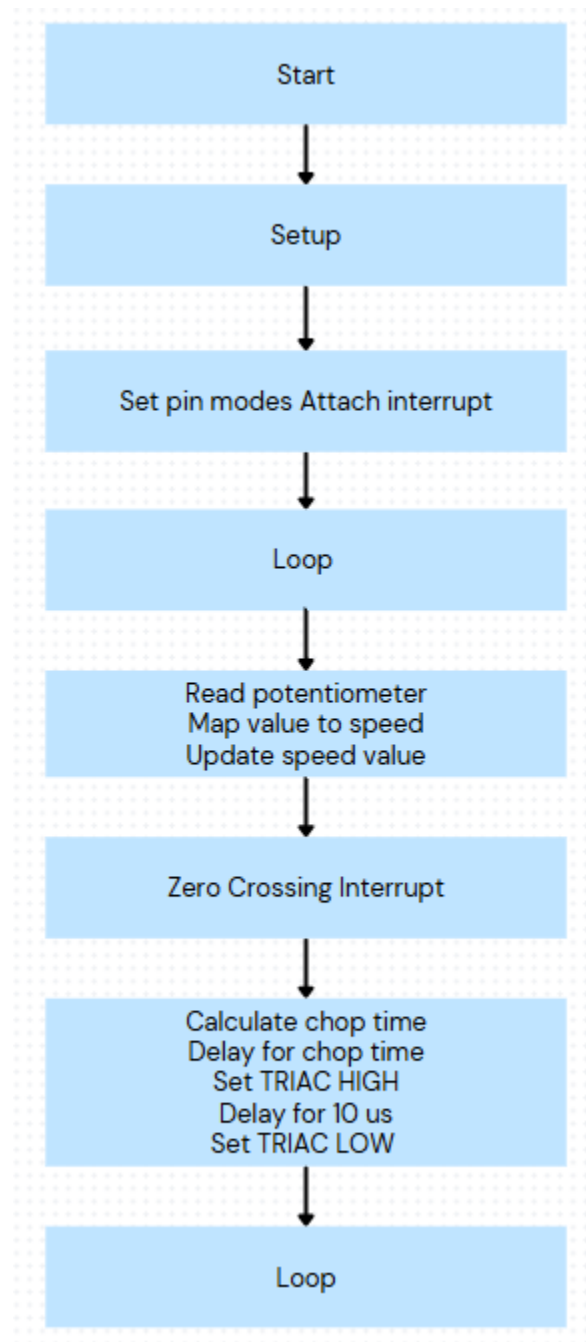 Start
Setup
Set pin modes Attach interrupt
Loop
Read potentiometer
Map value to speed
Update speed value
Zero Crossing Interrupt
Calculate chop time
Delay for chop time
Set TRIAC HIGH
Delay for 10 us
Set TRIAC LOW
Loop